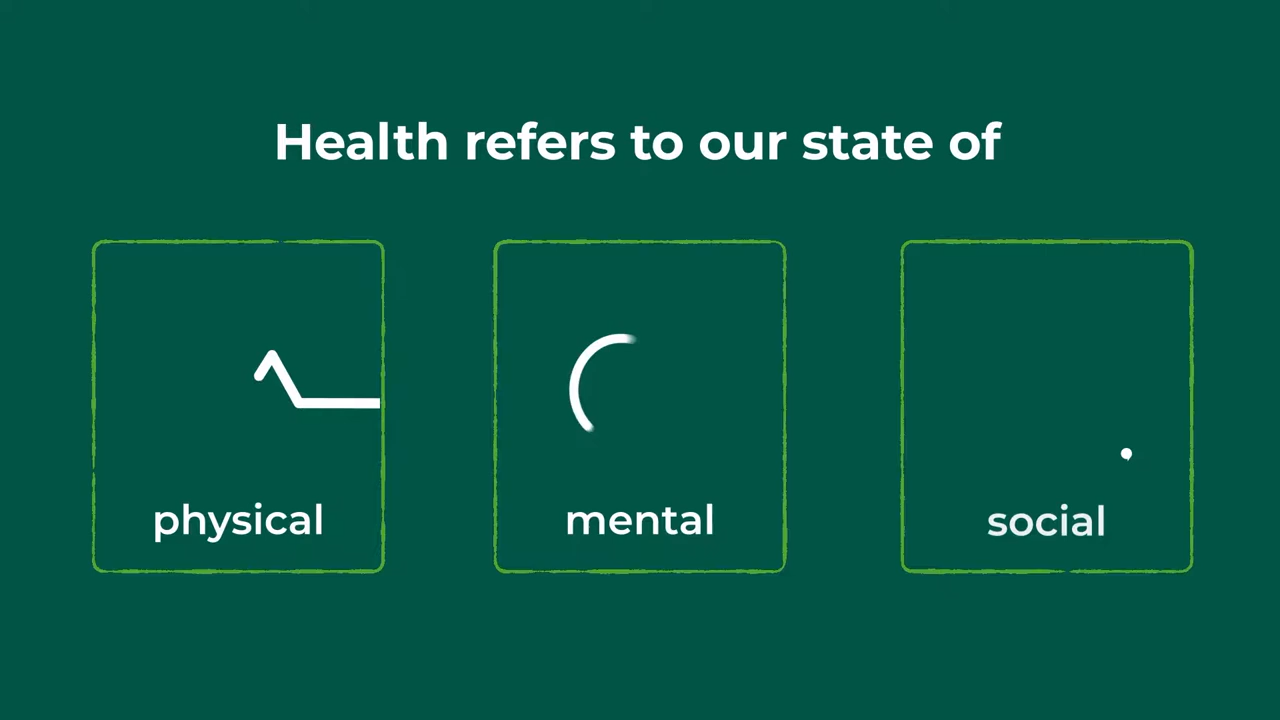 Health refers to our state of
physical
mental
social